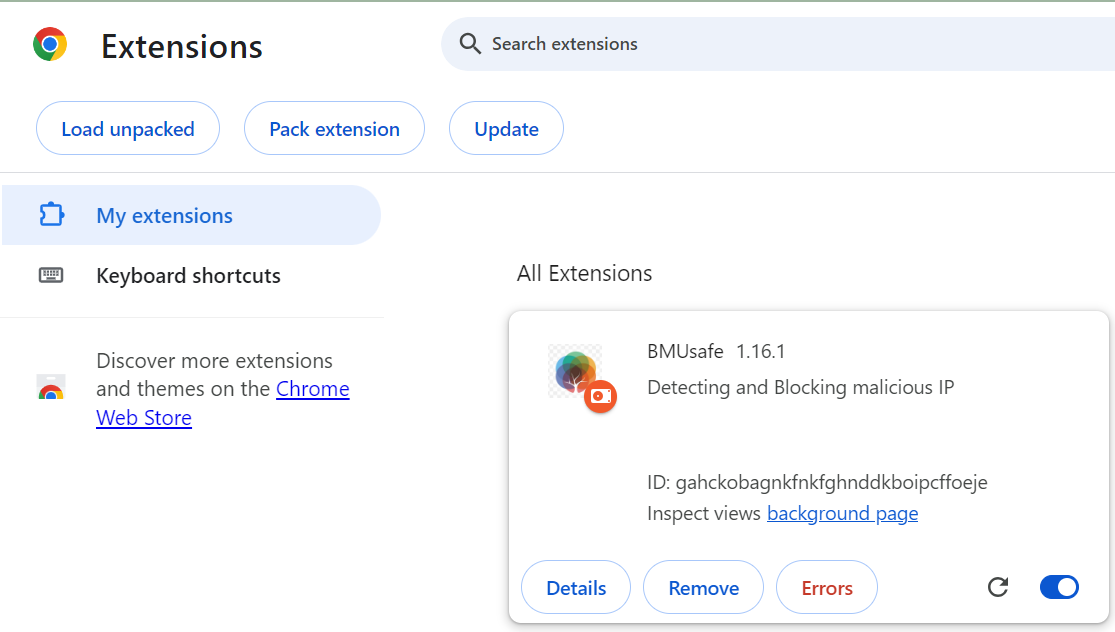 Extensions
Search extensions
Load unpacked
Pack extension
Update
My extensions
Keyboard shortcuts
Discover more extensions
and themes on the Chrome
Web Store
All Extensions
BMUsafe 1.16.1
Detecting and Blocking malicious IP
ID: gahckobagnkfnkfghnddkboipcffoeje
Inspect views background page
Details
Remove
Errors